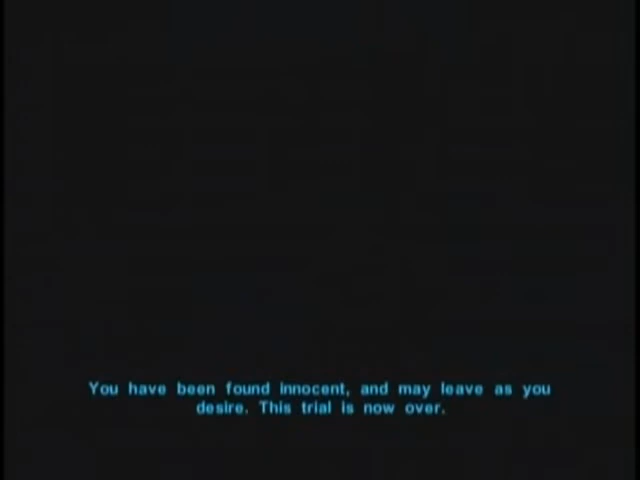 You have been found innocent, and may leave as you
desire. This trial is now over.